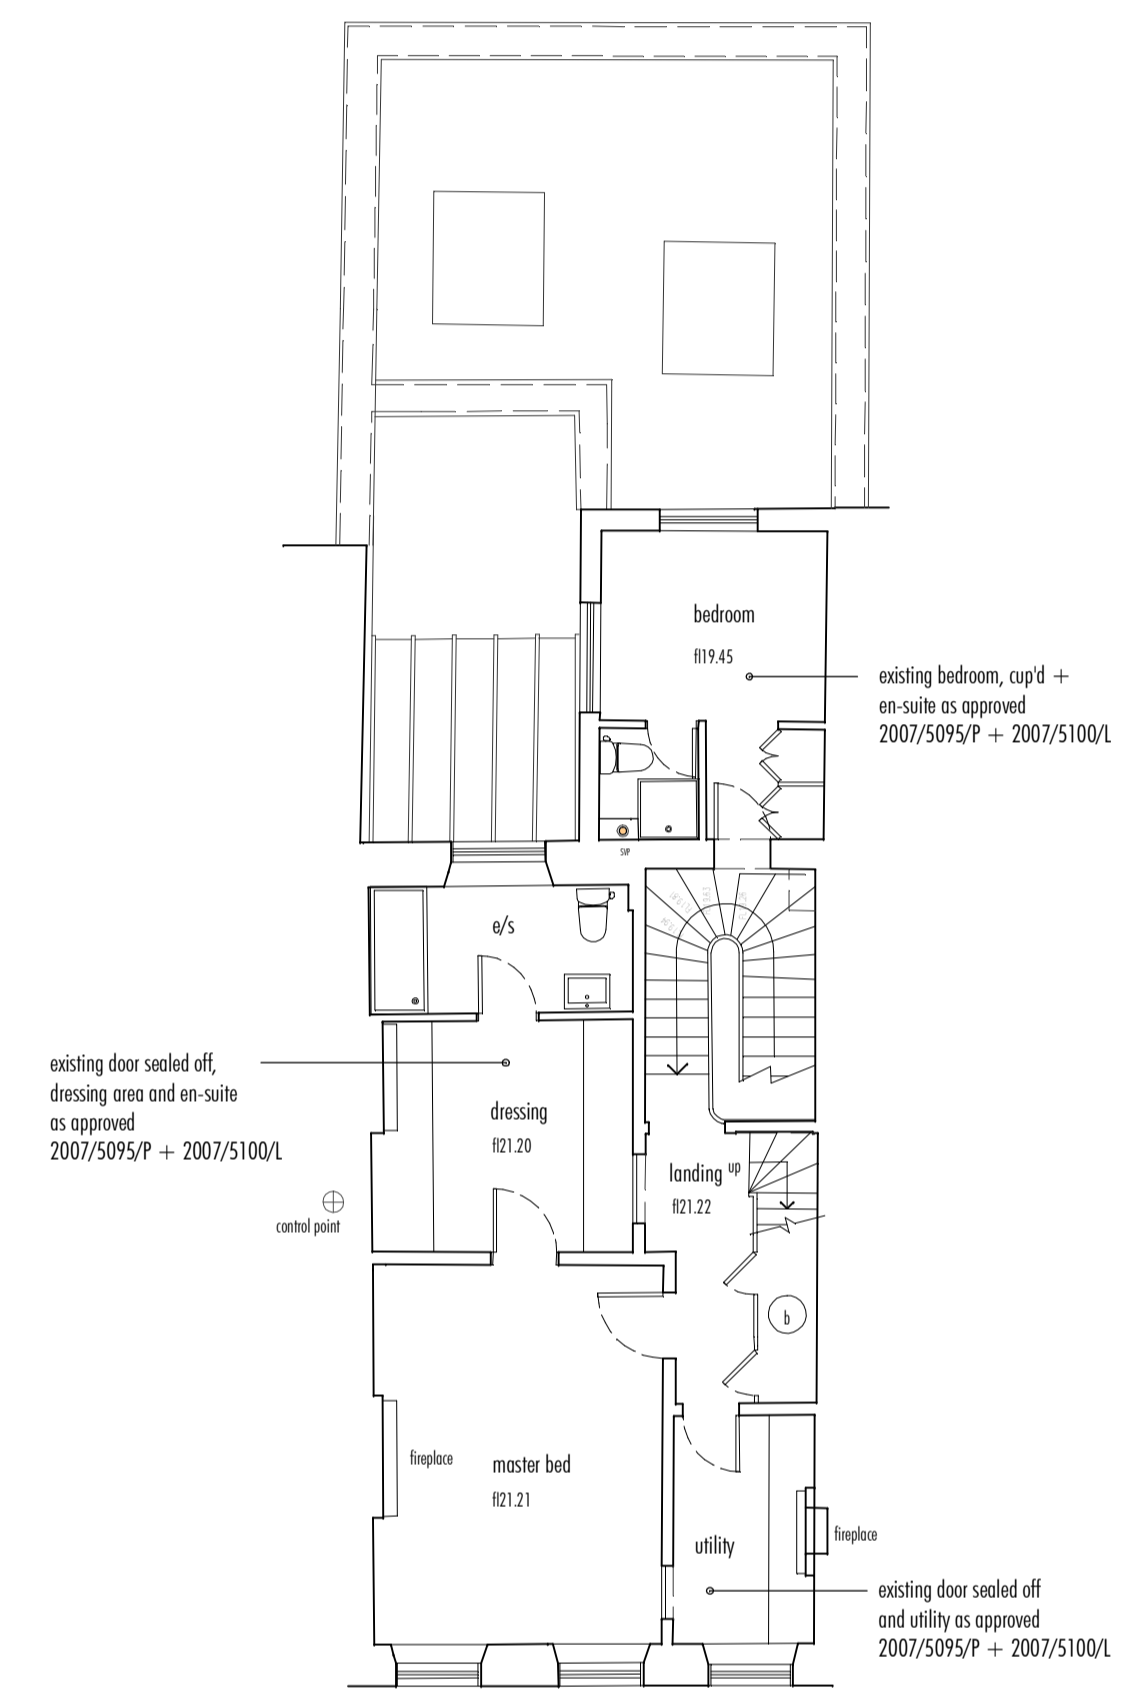 bedroom
fl19.45
existing bedroom, cup'd +
en-suite as approved
2007/5095/P + 2007/5100/L
SVP
e/s
existing door sealed off,
dressing area and en-suite
as approved
2007/5095/P + 2007/5100/L
dressing
fl21.20
landing up
fl21.22
control point
b
fireplace
master bed
fl21.21
utility
fireplace
existing door sealed off
and utility as approved
2007/5095/P + 2007/5100/L